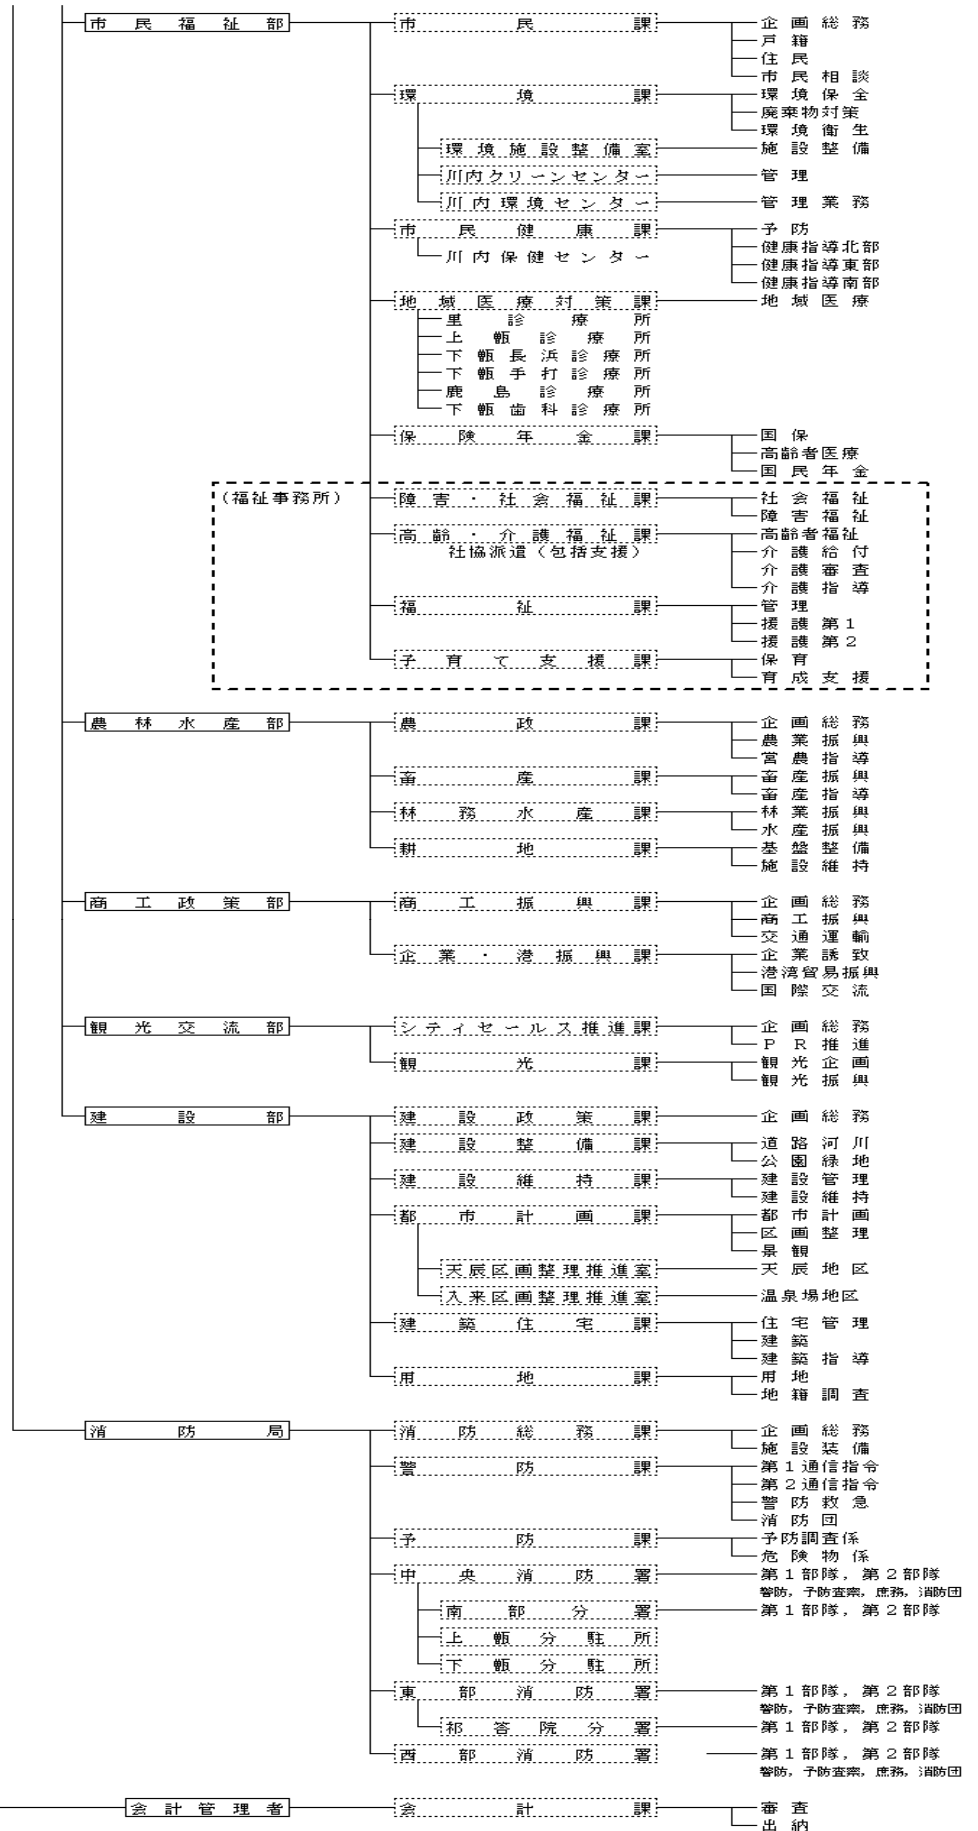 市民福祉部 市民課 企画総務
戸籍
住民
市民相談
環境課 環境保全
廃棄物対策
環境衛生
環境施設整備室 施設整備
川内クリーンセンター 管理
川内環境センター 管理業務
市民健康課 予防
健康指導北部
川内保健センター 健康指導東部
健康指導南部
地域医療対策課 地域医療
里診療所
上甑診療所
下甑長浜診療所
下甑手打診療所
鹿島診療所
下甑歯科診療所
保険年金課 国保
高齢者医療
国民年金
（福祉事務所） 障害・社会福祉課 社会福祉
障害福祉
高齢・介護福祉課 高齢者福祉
社協派遣（包括支援） 介護給付
介護審査
介護指導
福祉課 管理
援護第１
援護第２
子育て支援課 保育
育成支援
農林水産部 農政課 企画総務
農業振興
営農指導
畜産課 畜産振興
畜産指導
林務水産課 林業振興
水産振興
耕地課 基盤整備
施設維持
商工政策部 商工振興課 企画総務
商工振興
交通運輸
企業・港振興課 企業誘致
港湾貿易振興
国際交流
観光交流部 シティセールス推進課 企画総務
ＰＲ推進
観光課 観光企画
観光振興
建設部 建設政策課 企画総務
建設整備課 道路河川
公園緑地
建設維持課 建設管理
建設維持
都市計画課 都市計画
区画整理
景観
天辰区画整理推進室 天辰地区
入来区画整理推進室 温泉場地区
建築住宅課 住宅管理
建築
建築指導
用地課 用地
地籍調査
消防局 消防総務課 企画総務
施設装備
警防課 第１通信指令
第２通信指令
警防救急
消防団
予防課 予防調査係
危険物係
中央消防署 第１部隊，第２部隊
警防，予防査察，庶務，消防団
南部分署 第１部隊，第２部隊
上甑分駐所
下甑分駐所
東部消防署 第１部隊，第２部隊
警防，予防査察，庶務，消防団
祁答院分署 第１部隊，第２部隊
西部消防署 第１部隊，第２部隊
警防，予防査察，庶務，消防団
会計管理者 会計課 審査
出納